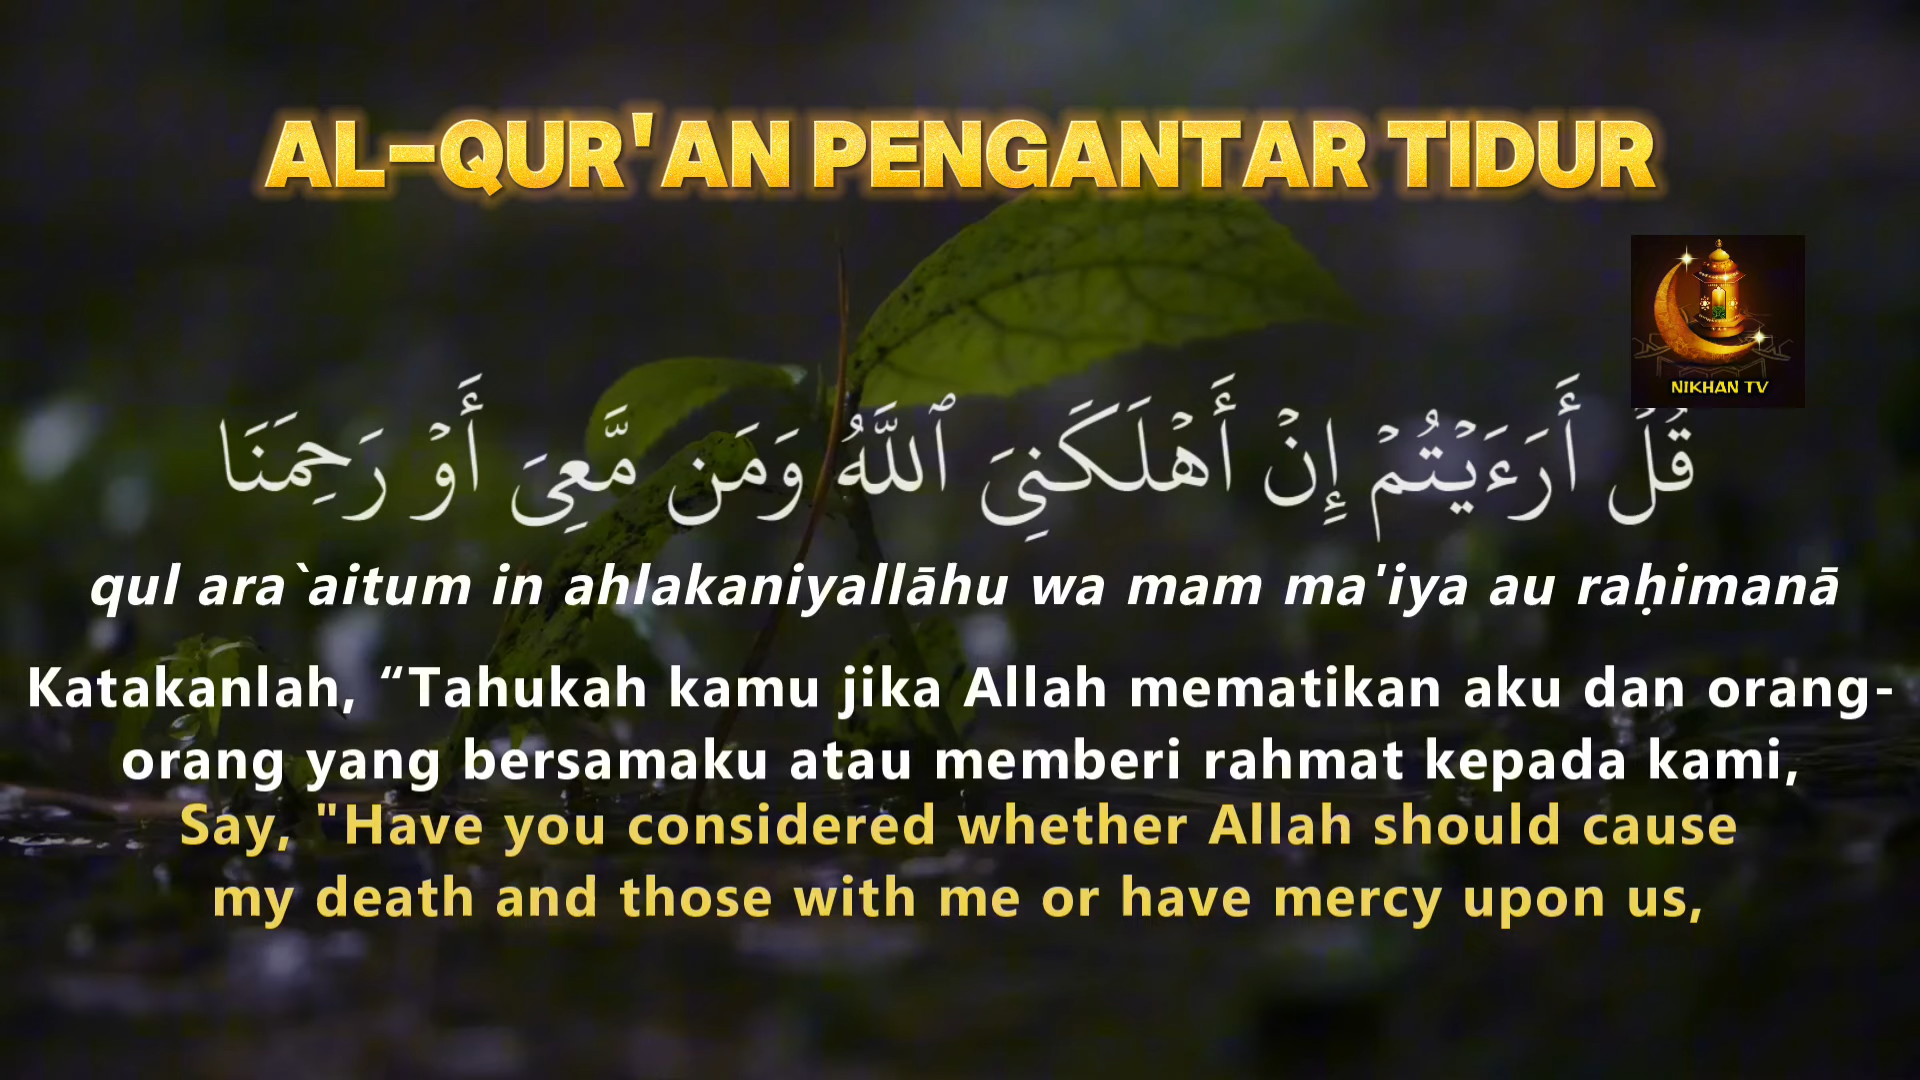 AL-QUR'AN PENGANTAR TIDUR
NIKHAN TV
قُلْ أَرَءَيْتُمْ إِنْ أَهْلَكَنِىَ ٱللَّهُ وَمَن مَّعِىَ أَوْ رَحِمَنَا
qul ara`aitum in ahlakaniyallāhu wa mam ma'iya au raḥimanā
Katakanlah, “Tahukah kamu jika Allah mematikan aku dan orang-
orang yang bersamaku atau memberi rahmat kepada kami,
Say, "Have you considered whether Allah should cause
my death and those with me or have mercy upon us,